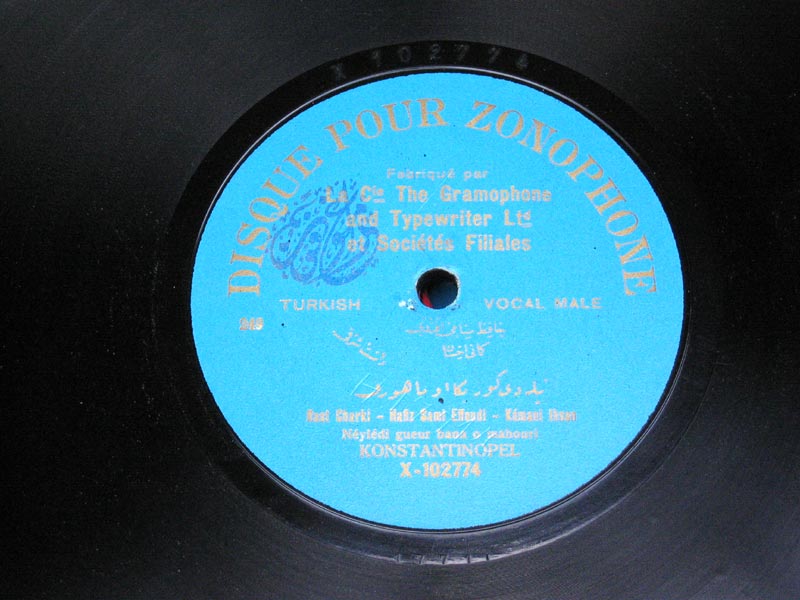 X 102774
DISQUE POUR ZONOPHONE
Fabriqué par
La Cie The Gramophone
and Typewriter Ltd
et Sociétés Filiales
TURKISH VOCAL MALE
Rast Charki - Hafiz Sami Effendi - Kémani Ihsan
Néylédi gueur bana o mahouri
KONSTANTINOPEL
X-102774